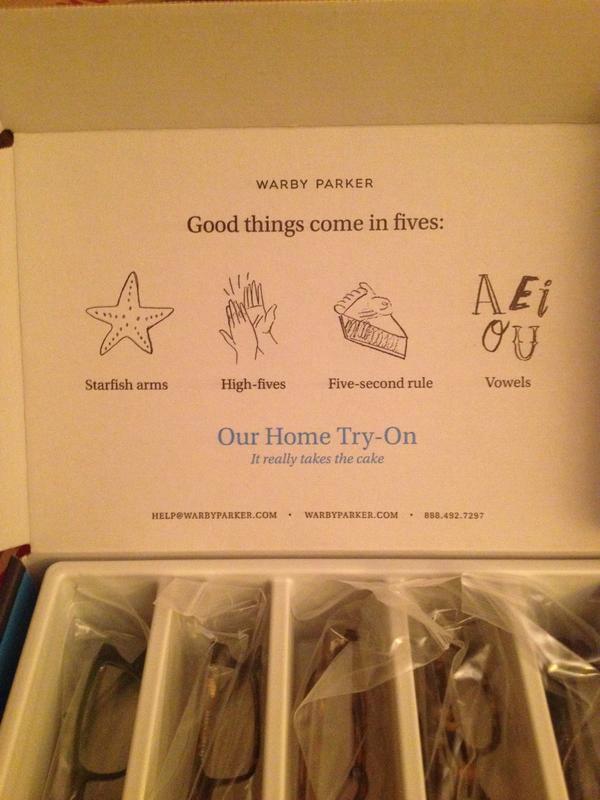 WARBY PARKER
Good things come in fives:
AEi
OU
Starfish arms High-fives Five-second rule Vowels
Our Home Try-On
It really takes the cake
HELP@WARBYPARKER.COM • WARBYPARKER.COM • 888.492.7297